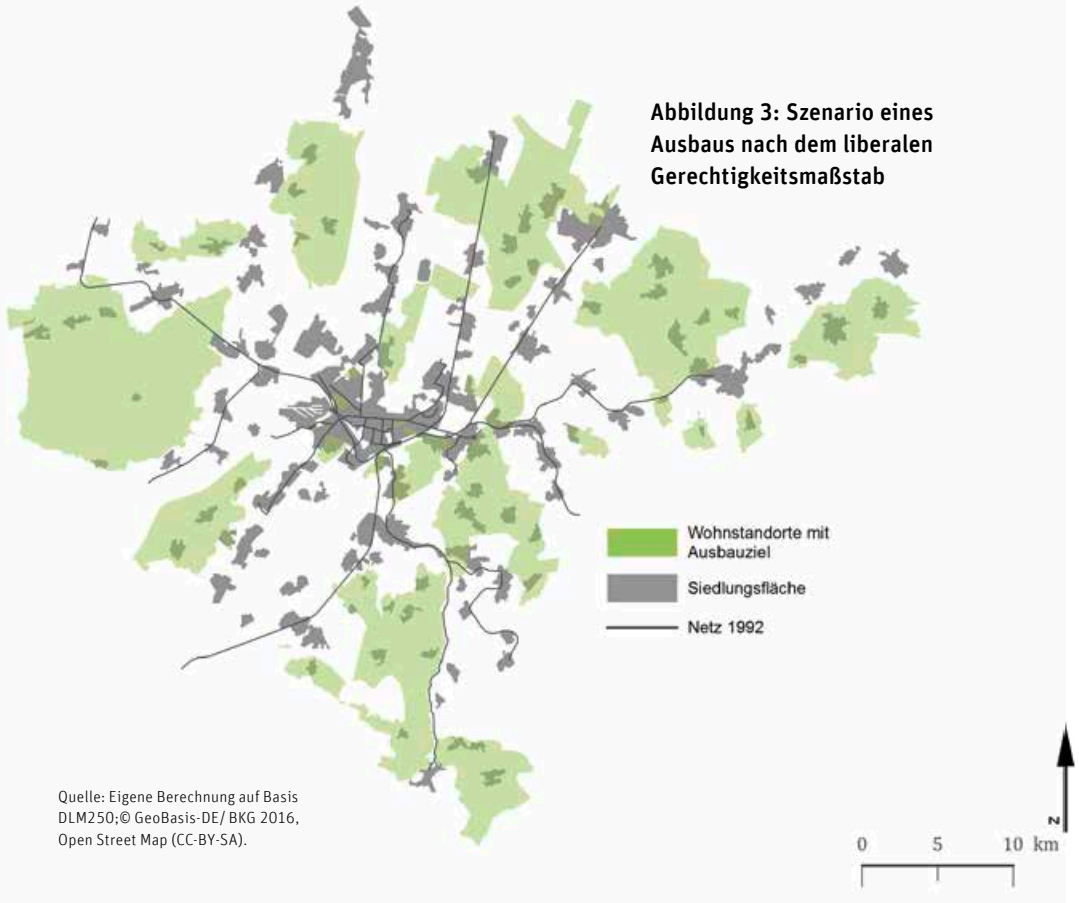 Abbildung 3: Szenario eines
Ausbaus nach dem liberalen
Gerechtigkeitsmaßstab
Wohnstandorte mit
Ausbauziel
Siedlungsfläche
Netz 1992
Quelle: Eigene Berechnung auf Basis
DLM250;© GeoBasis-DE/ BKG 2016,
Open Street Map (CC-BY-SA).
N
0 5 10 km